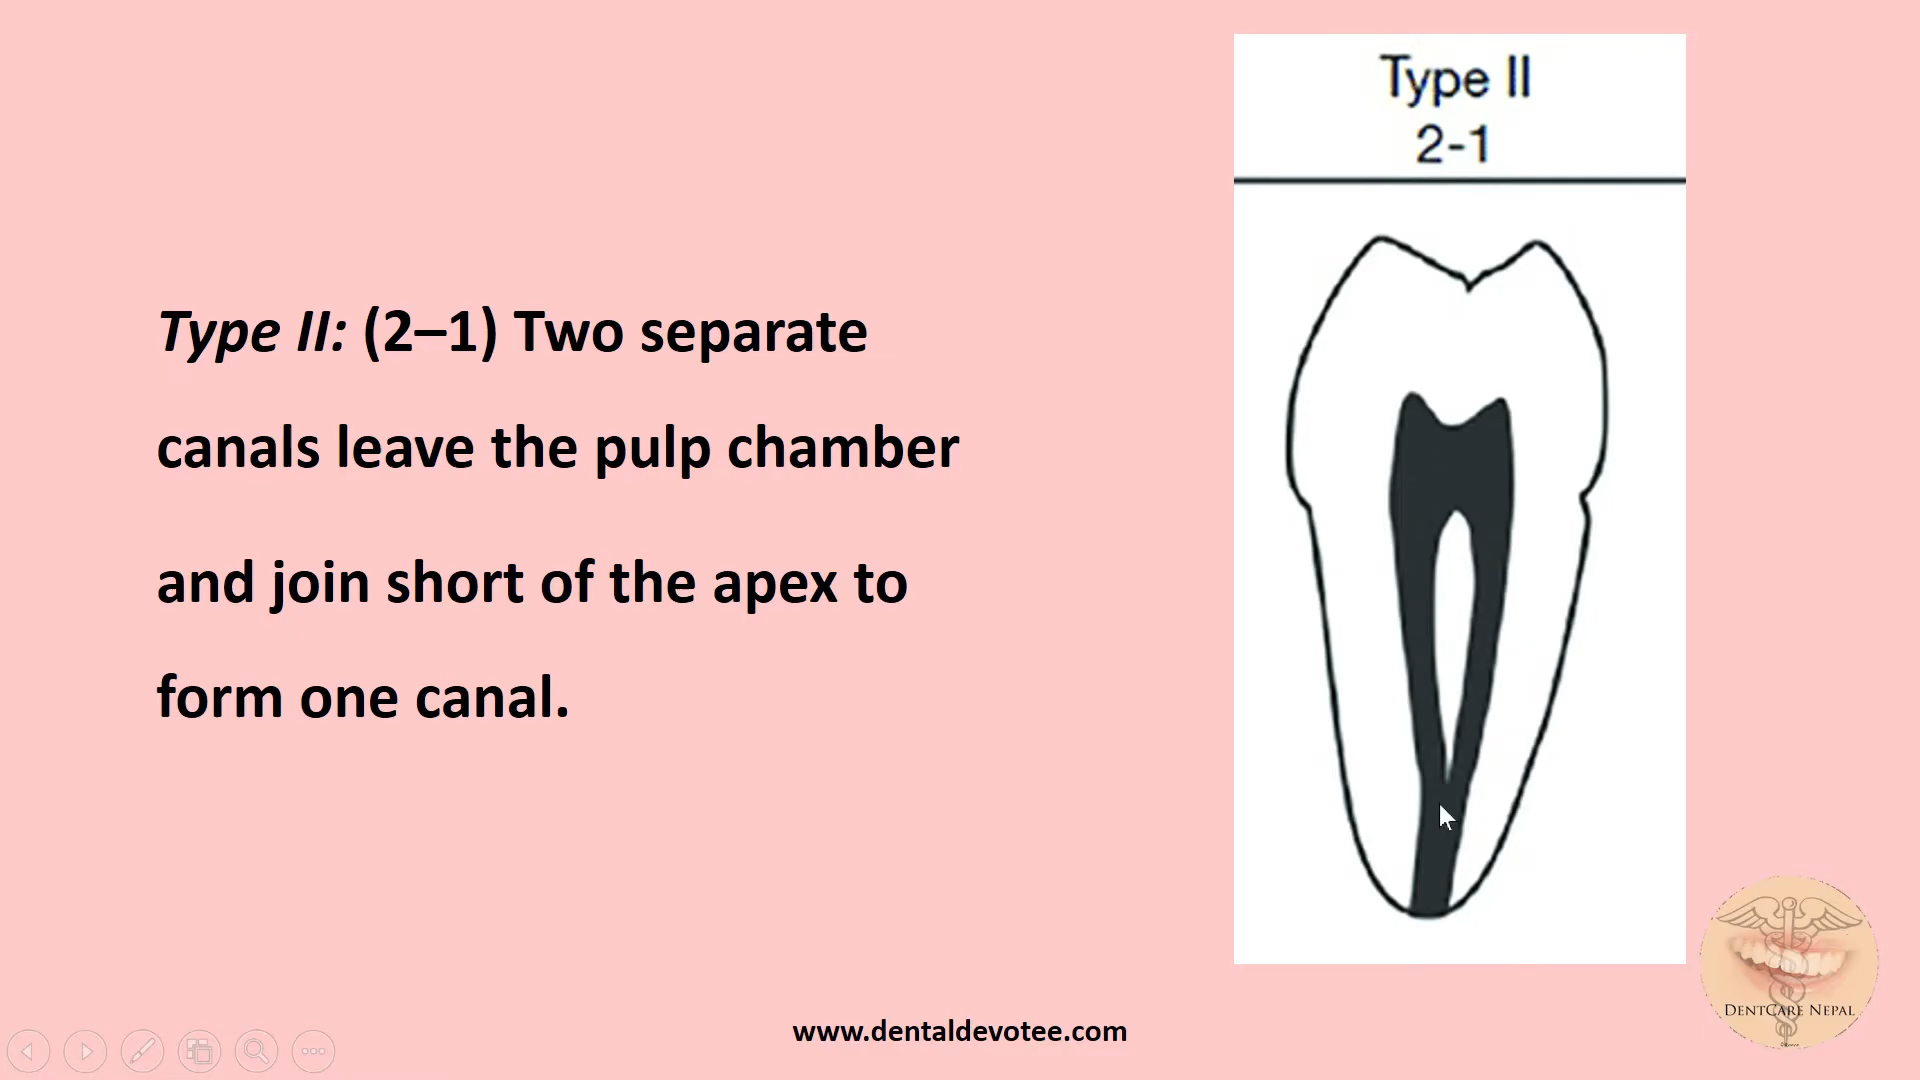 Type II
2-1
Type II: (2–1) Two separate
canals leave the pulp chamber
and join short of the apex to
form one canal.
DENTCARE NEPAL
www.dentaldevotee.com